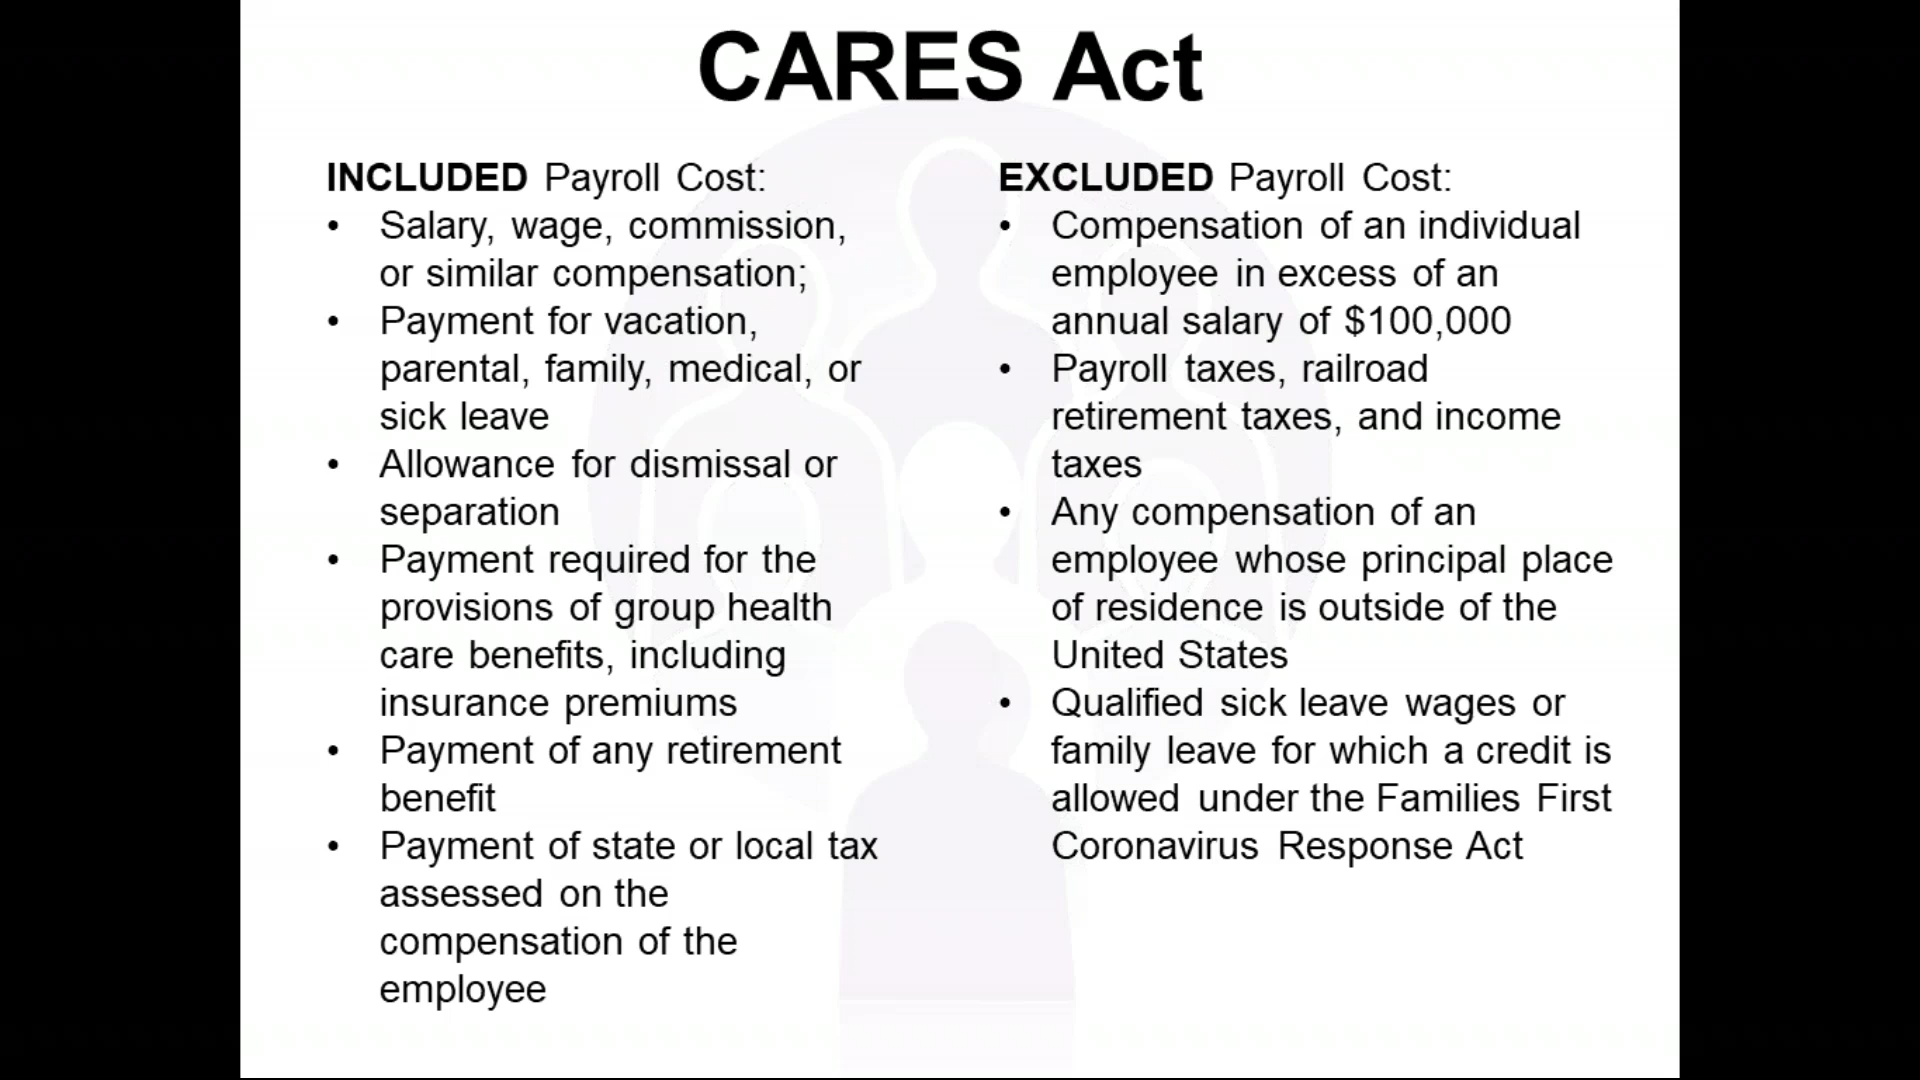 CARES Act
INCLUDED Payroll Cost:
• Salary, wage, commission,
or similar compensation;
• Payment for vacation,
parental, family, medical, or
sick leave
• Allowance for dismissal or
separation
• Payment required for the
provisions of group health
care benefits, including
insurance premiums
• Payment of any retirement
benefit
• Payment of state or local tax
assessed on the
compensation of the
employee
EXCLUDED Payroll Cost:
• Compensation of an individual
employee in excess of an
annual salary of $100,000
• Payroll taxes, railroad
retirement taxes, and income
taxes
• Any compensation of an
employee whose principal place
of residence is outside of the
United States
• Qualified sick leave wages or
family leave for which a credit is
allowed under the Families First
Coronavirus Response Act